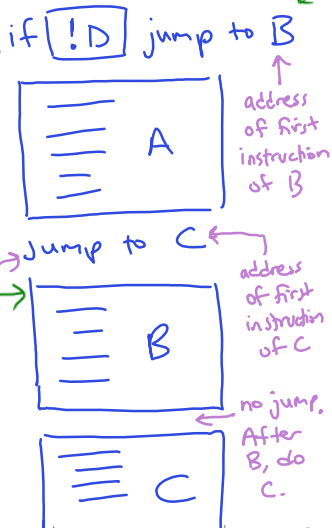 if !D jump to B
address
of first
instruction
of B
A
jump to C
address
of first
instruction
of C
B
no jump.
After
B, do
C.
C